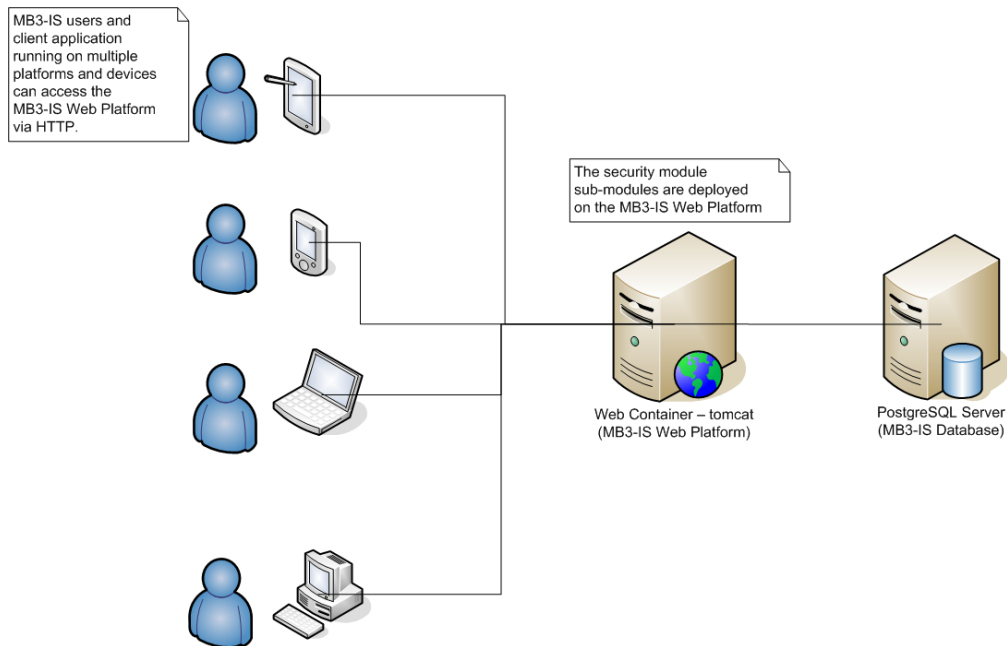 MB3-IS users and
client application
running on multiple
platforms and devices
can access the
MB3-IS Web Platform
via HTTP.
The security module
sub-modules are deployed
on the MB3-IS Web Platform
Web Container – tomcat
(MB3-IS Web Platform)
PostgreSQL Server
(MB3-IS Database)